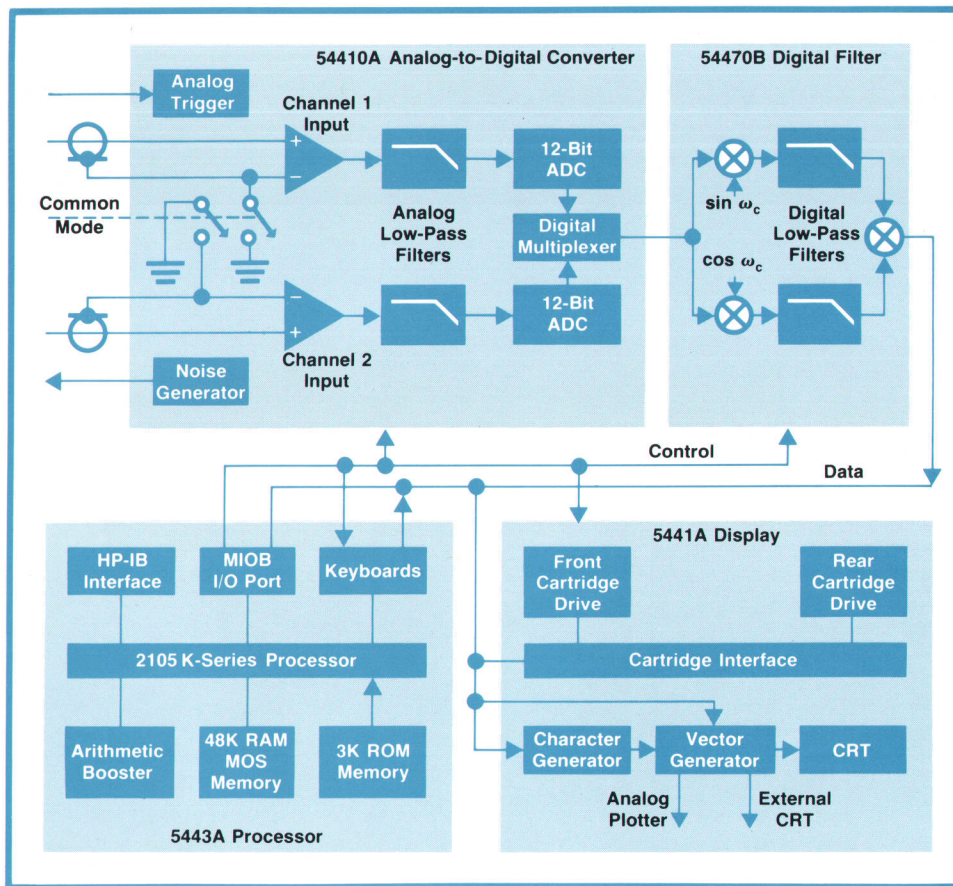 54410A Analog-to-Digital Converter
Analog
Trigger
Channel 1
Input
+
−
Common
Mode
Analog
Low-Pass
Filters
12-Bit
ADC
Digital
Multiplexer
12-Bit
ADC
−
+
Channel 2
Input
Noise
Generator
54470B Digital Filter
sin ωc
cos ωc
Digital
Low-Pass
Filters
Control
Data
HP-IB
Interface
MIOB
I/O Port
Keyboards
2105 K-Series Processor
Arithmetic
Booster
48K RAM
MOS
Memory
3K ROM
Memory
5443A Processor
5441A Display
Front
Cartridge
Drive
Rear
Cartridge
Drive
Cartridge Interface
Character
Generator
Vector
Generator
CRT
Analog
Plotter
External
CRT